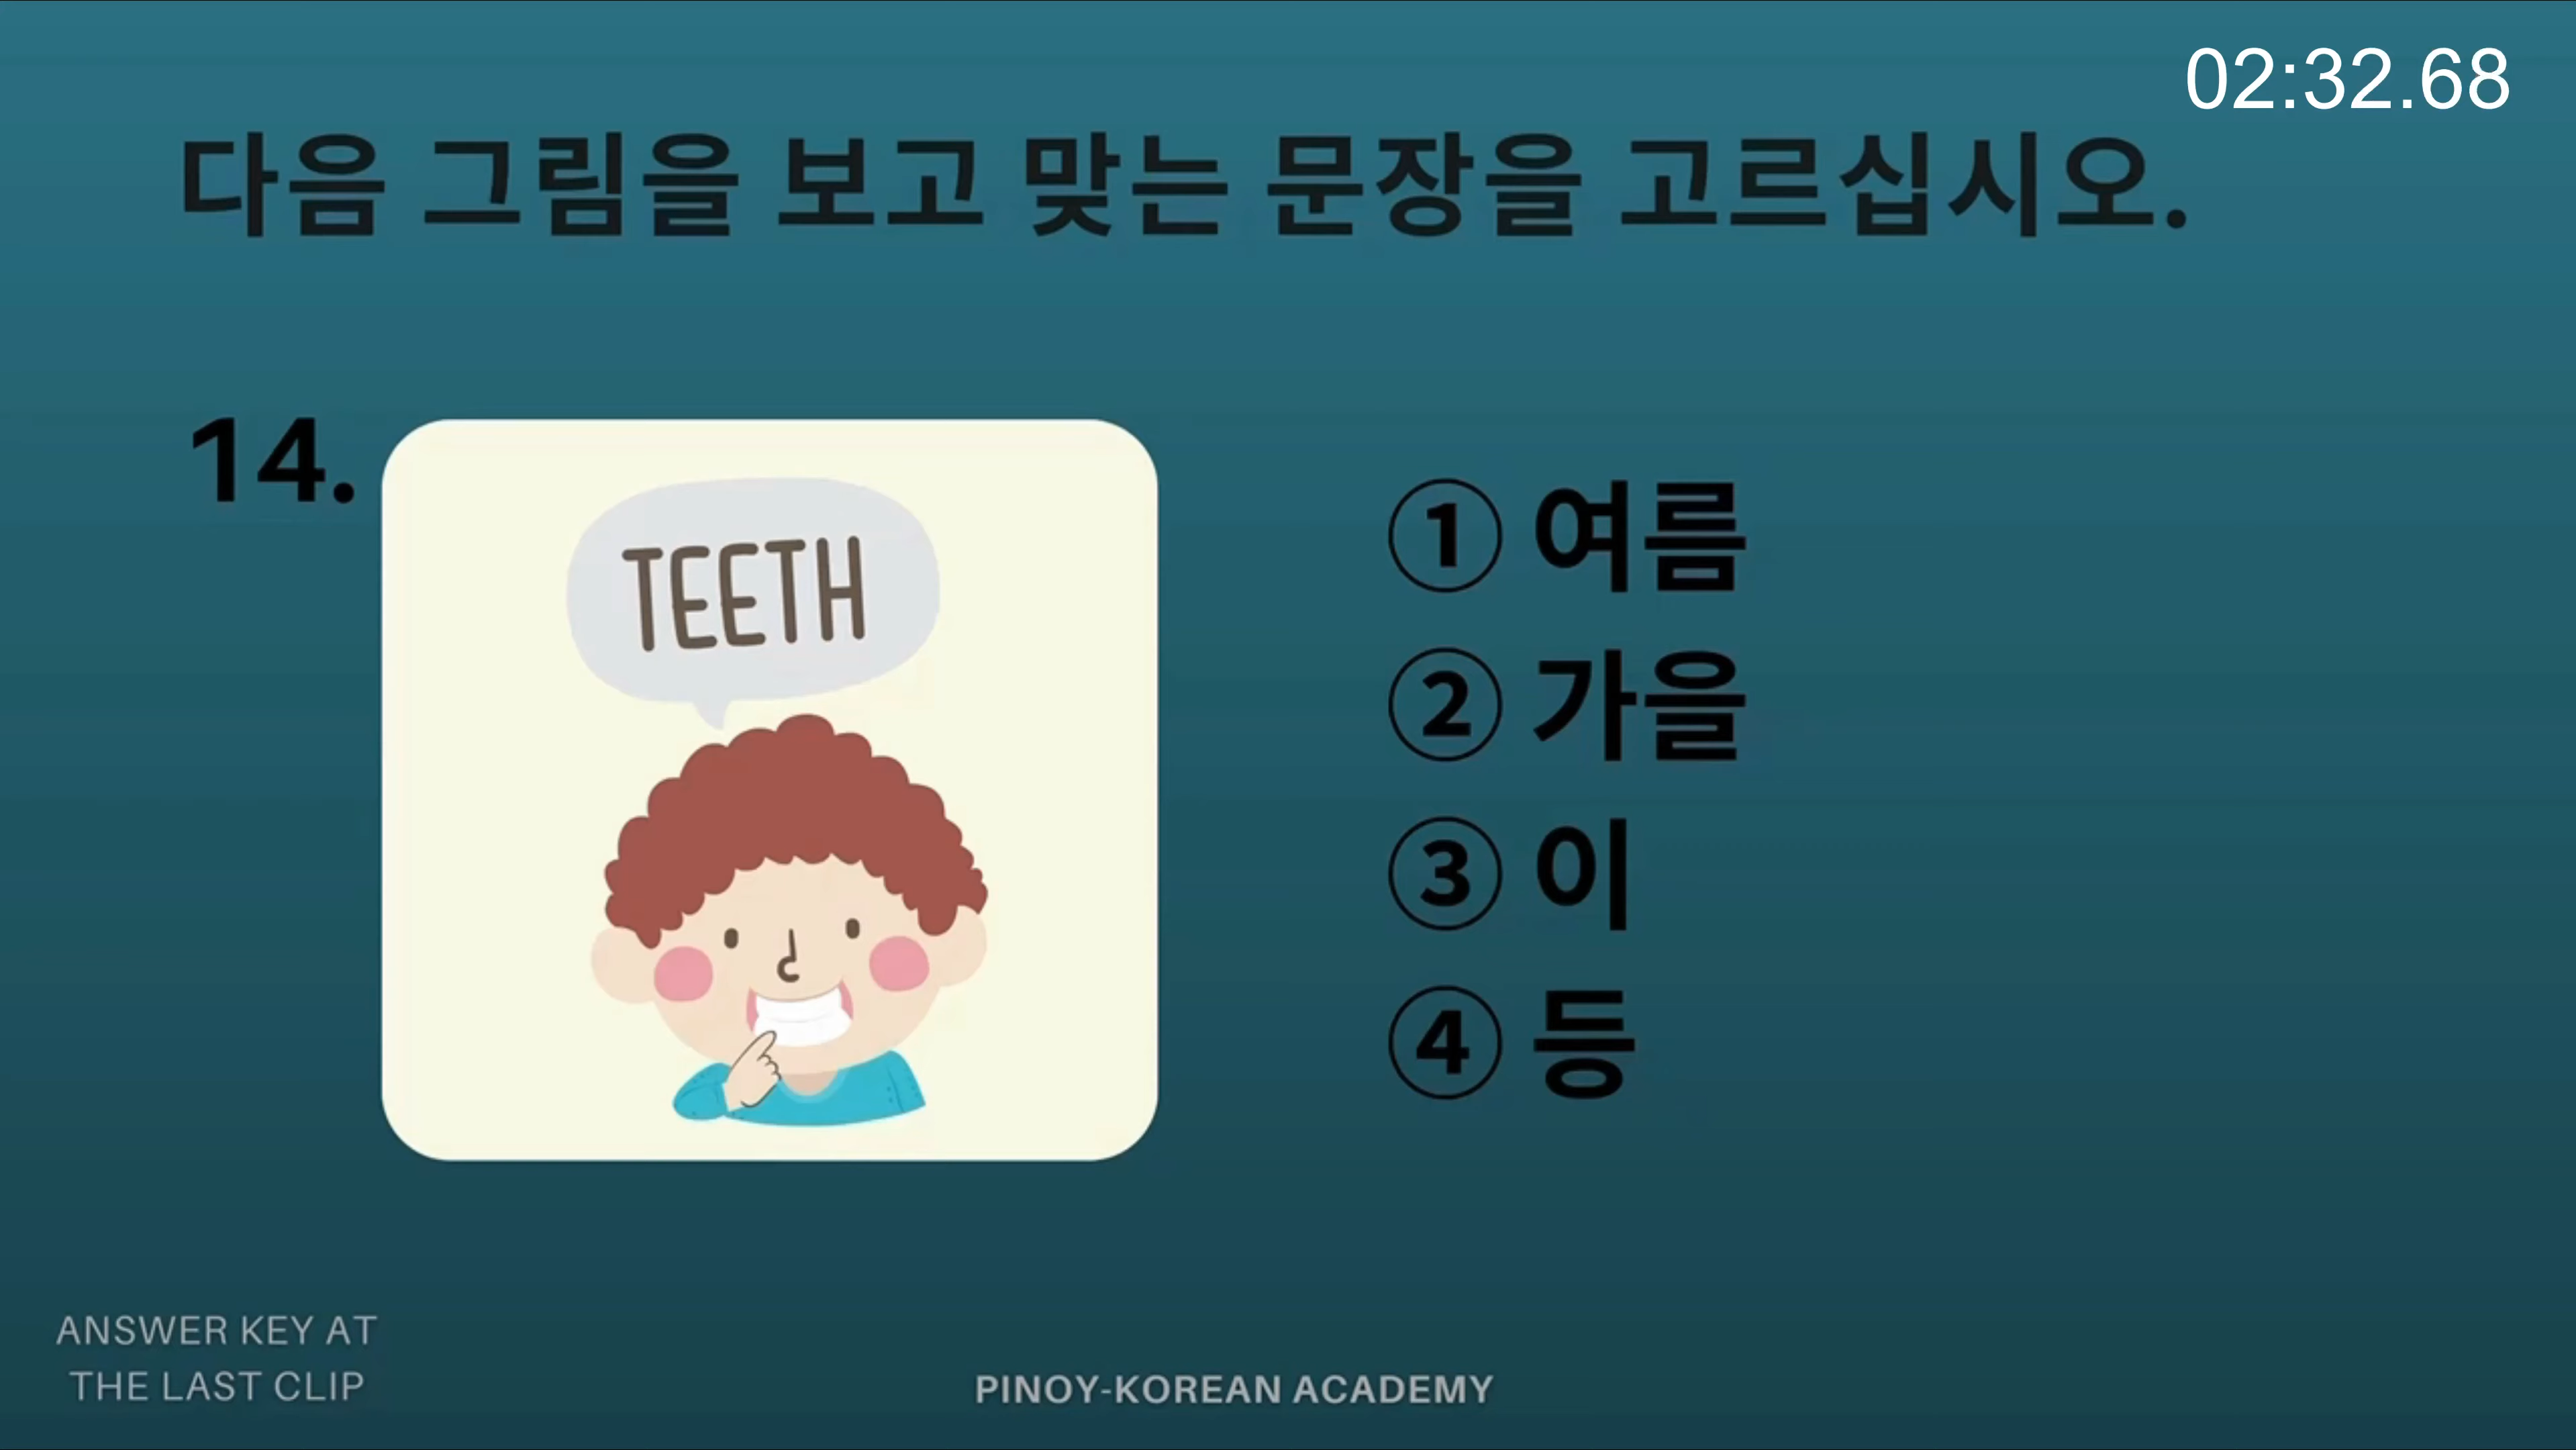 02:32.68
다음 그림을 보고 맞는 문장을 고르십시오.
14.
TEETH
① 여름
② 가을
③ 이
④ 등
ANSWER KEY AT
THE LAST CLIP
PINOY-KOREAN ACADEMY